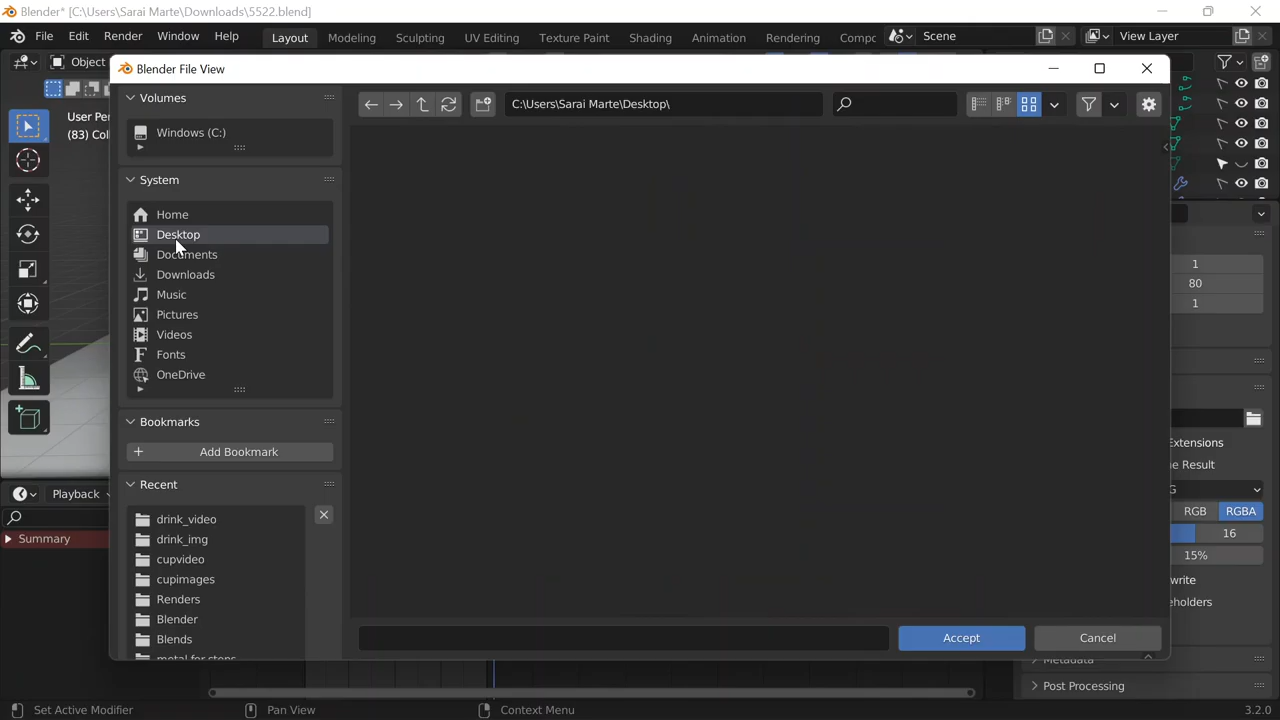 Blender* [C:\Users\Sarai Marte\Downloads\5522.blend]
File Edit Render Window Help Layout Modeling Sculpting UV Editing Texture Paint Shading Animation Rendering Compc Scene View Layer
Object
Blender File View
User Per
(83) Col
Volumes
Windows (C:)
C:\Users\Sarai Marte\Desktop\
System
Home
Desktop
Documents
Downloads
Music
Pictures
Videos
Fonts
OneDrive
Bookmarks
Add Bookmark
Recent
drink_video
drink_img
cupvideo
cupimages
Renders
Blender
Blends
Accept Cancel
Playback
Summary
1
80
1
Extensions
e Result
G
RGB RGBA
16
15%
write
eholders
Metadata
Post Processing
Set Active Modifier Pan View Context Menu 3.2.0